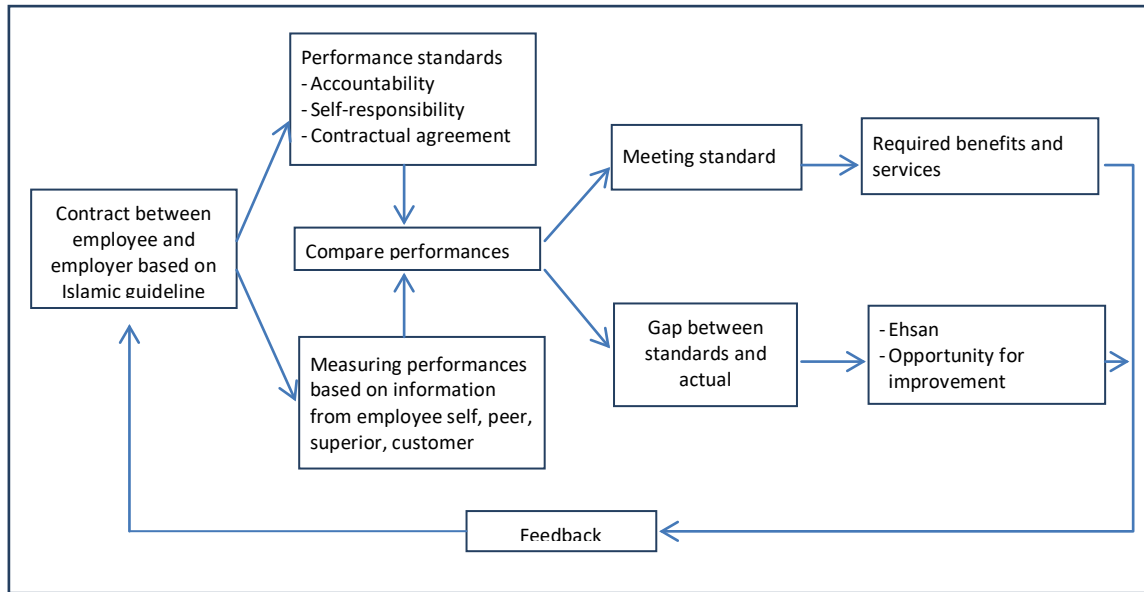 Performance standards
- Accountability
- Self-responsibility
- Contractual agreement
Meeting standard
Required benefits and
services
Contract between
employee and
employer based on
Islamic guideline
Compare performances
Gap between
standards and
actual
- Ehsan
- Opportunity for
improvement
Measuring performances
based on information
from employee self, peer,
superior, customer
Feedback